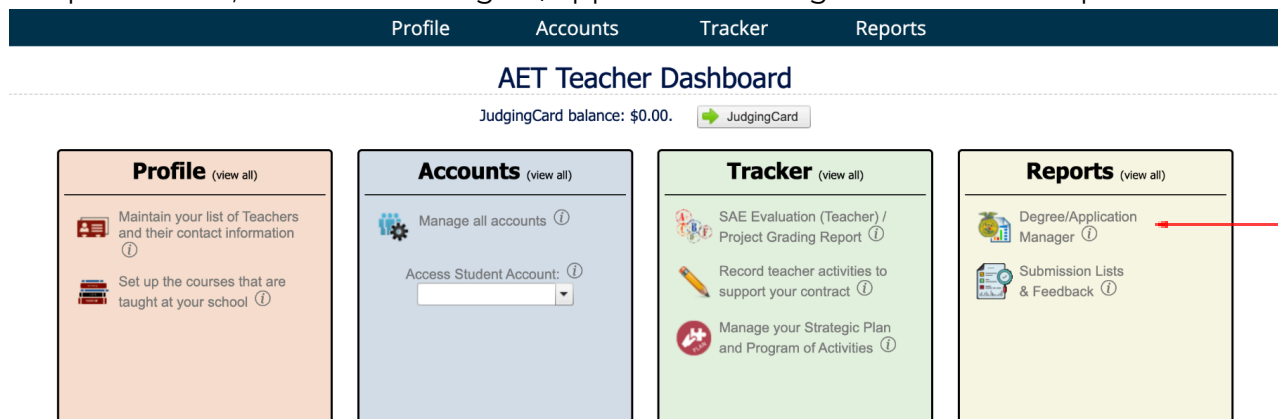 Profile Accounts Tracker Reports
AET Teacher Dashboard
JudgingCard balance: $0.00. JudgingCard
Profile (view all)
Maintain your list of Teachers
and their contact information
Set up the courses that are
taught at your school
Accounts (view all)
Manage all accounts
Access Student Account:
Tracker (view all)
SAE Evaluation (Teacher) /
Project Grading Report
Record teacher activities to
support your contract
Manage your Strategic Plan
and Program of Activities
Reports (view all)
Degree/Application
Manager
Submission Lists
& Feedback